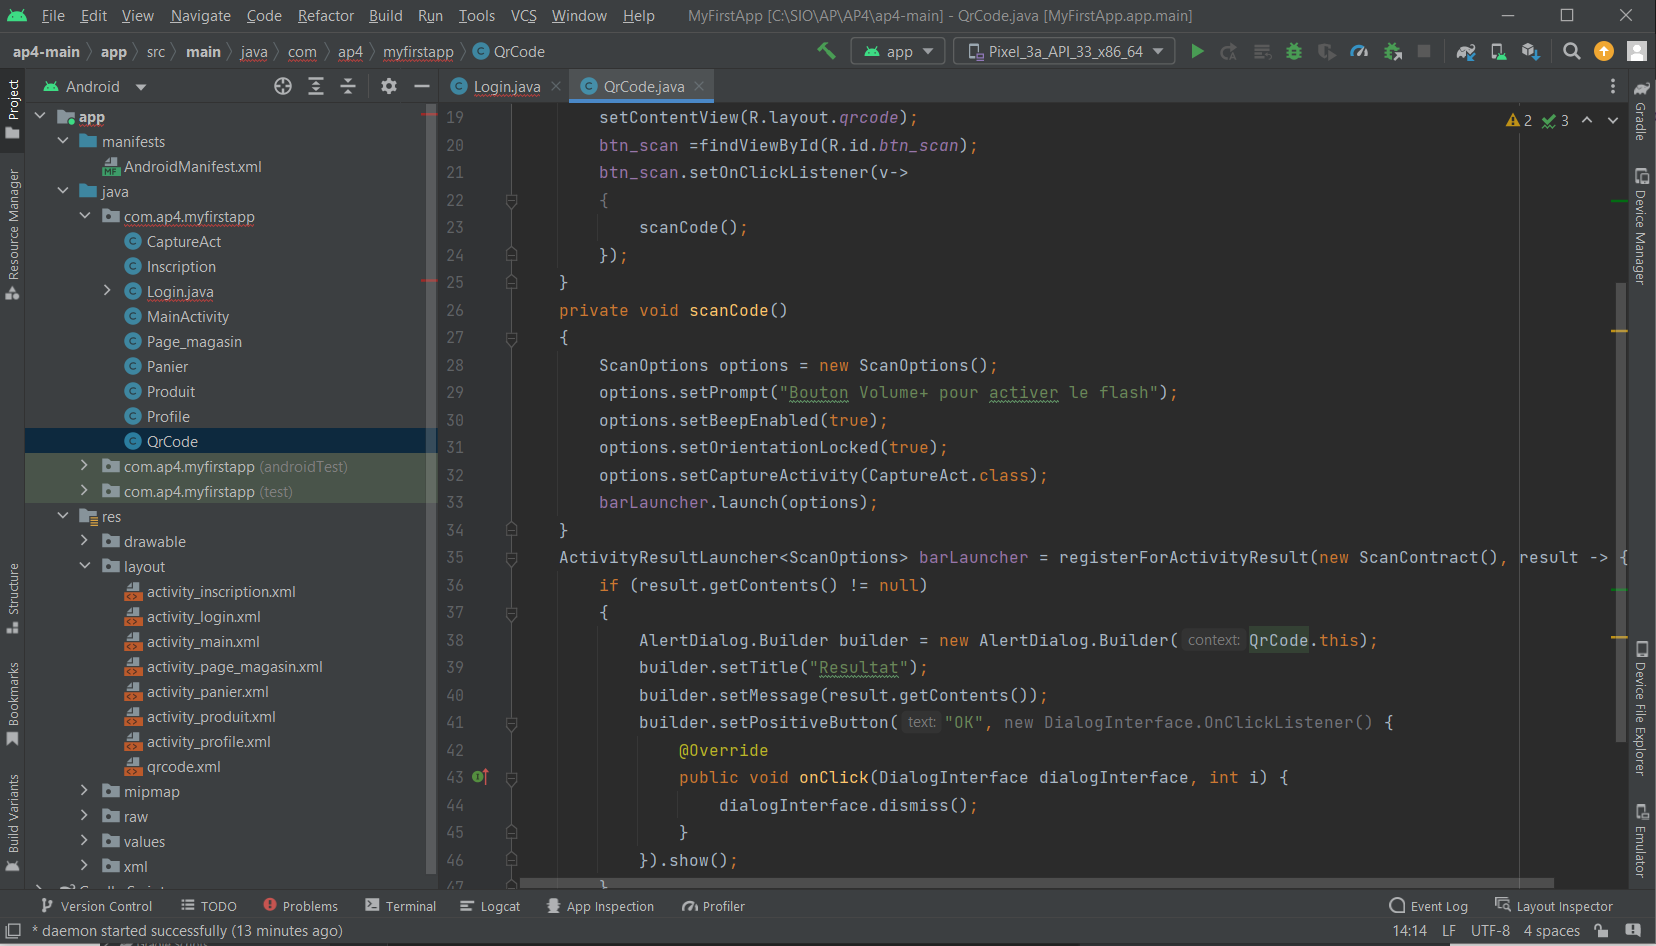 File Edit View Navigate Code Refactor Build Run Tools VCS Window Help MyFirstApp [C:\SIO\AP\AP4\ap4-main] - QrCode.java [MyFirstApp.app.main]
ap4-main app src main java com ap4 myfirstapp QrCode app Pixel_3a_API_33_x86_64
Project
Resource Manager
Structure
Bookmarks
Build Variants
Android
app
manifests
AndroidManifest.xml
java
com.ap4.myfirstapp
CaptureAct
Inscription
Login.java
MainActivity
Page_magasin
Panier
Produit
Profile
QrCode
com.ap4.myfirstapp (androidTest)
com.ap4.myfirstapp (test)
res
drawable
layout
activity_inscription.xml
activity_login.xml
activity_main.xml
activity_page_magasin.xml
activity_panier.xml
activity_produit.xml
activity_profile.xml
qrcode.xml
mipmap
raw
values
xml
Login.java QrCode.java
2 3
19 setContentView(R.layout.qrcode);
20 btn_scan =findViewById(R.id.btn_scan);
21 btn_scan.setOnClickListener(v->
22 {
23 scanCode();
24 });
25 }
26 private void scanCode()
27 {
28 ScanOptions options = new ScanOptions();
29 options.setPrompt("Bouton Volume+ pour activer le flash");
30 options.setBeepEnabled(true);
31 options.setOrientationLocked(true);
32 options.setCaptureActivity(CaptureAct.class);
33 barLauncher.launch(options);
34 }
35 ActivityResultLauncher<ScanOptions> barLauncher = registerForActivityResult(new ScanContract(), result -> {
36 if (result.getContents() != null)
37 {
38 AlertDialog.Builder builder = new AlertDialog.Builder( context: QrCode.this);
39 builder.setTitle("Resultat");
40 builder.setMessage(result.getContents());
41 builder.setPositiveButton( text: "OK", new DialogInterface.OnClickListener() {
42 @Override
43 public void onClick(DialogInterface dialogInterface, int i) {
44 dialogInterface.dismiss();
45 }
46 }).show();
47 }
Gradle
Device Manager
Device File Explorer
Emulator
Version Control TODO Problems Terminal Logcat App Inspection Profiler Event Log Layout Inspector
* daemon started successfully (13 minutes ago) 14:14 LF UTF-8 4 spaces